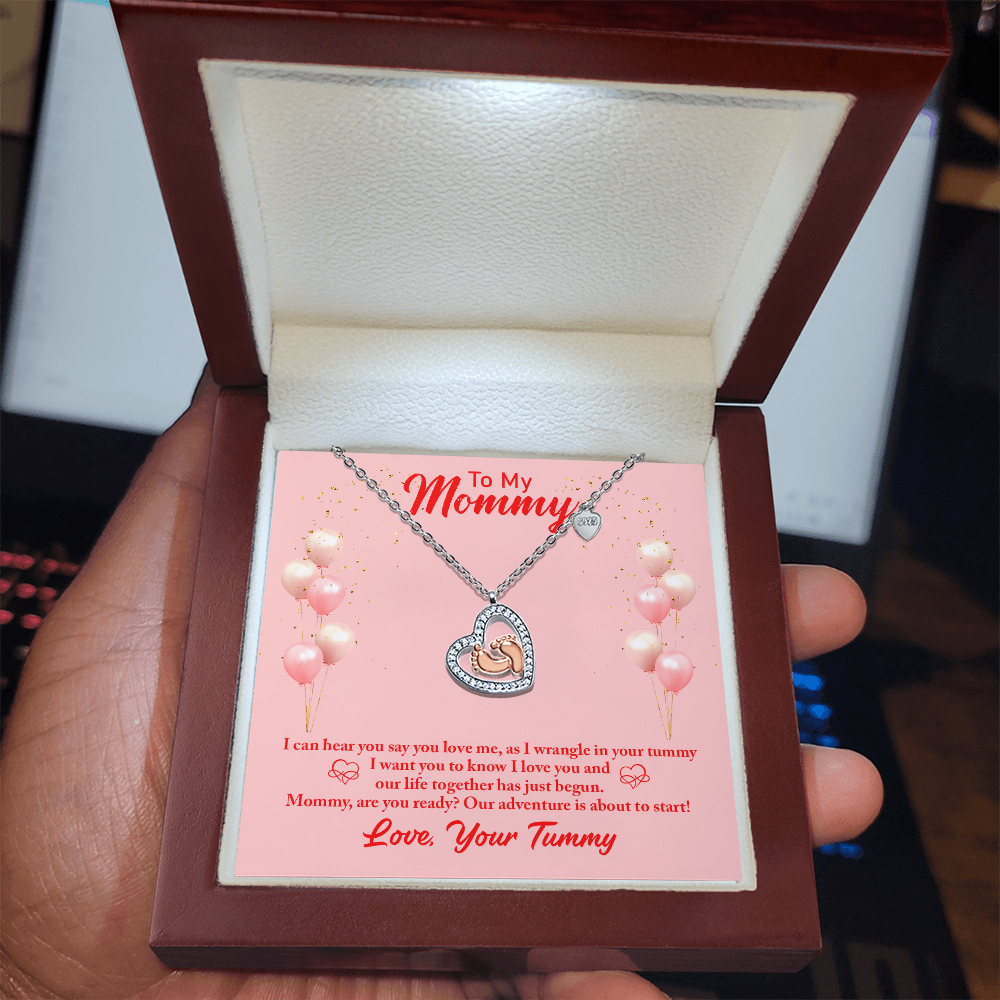 To My
Mommy
I can hear you say you love me, as I wrangle in your tummy
I want you to know I love you and
our life together has just begun.
Mommy, are you ready? Our adventure is about to start!
Love, Your Tummy